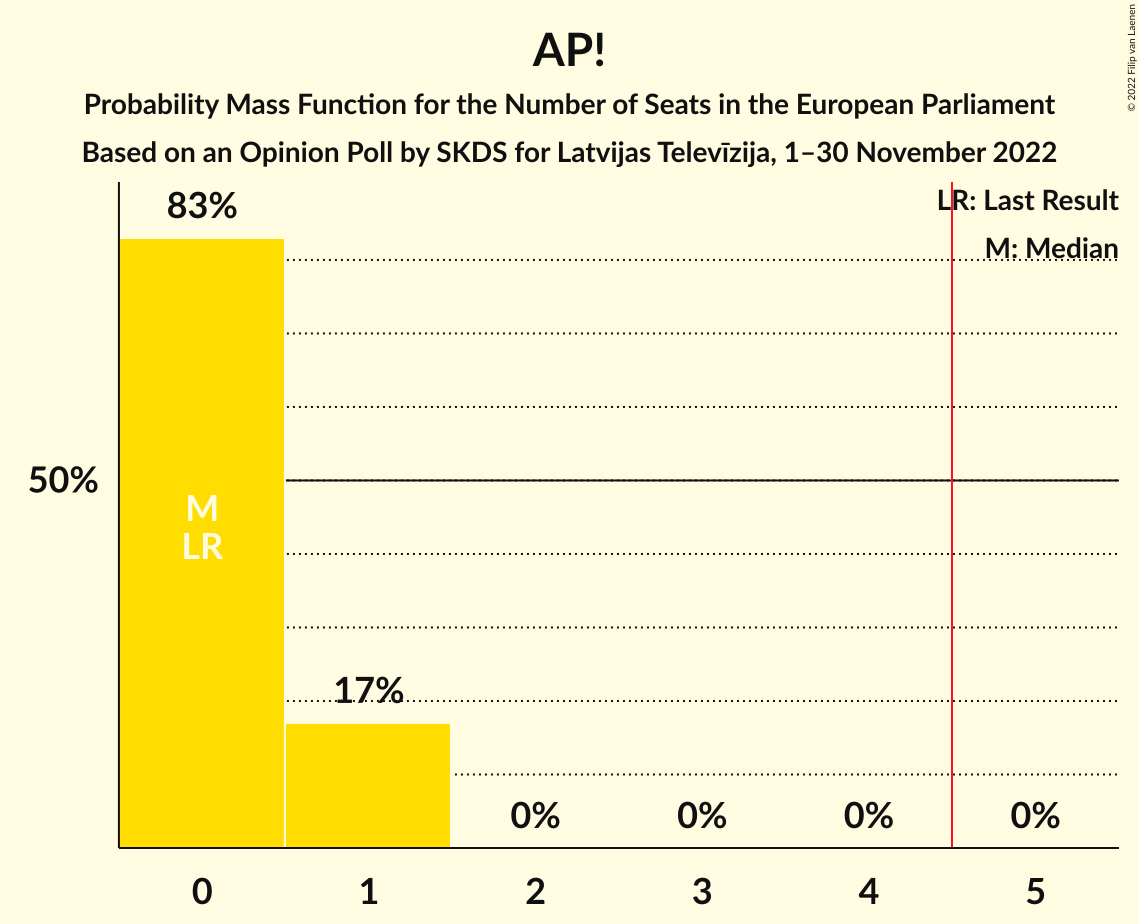 AP!
Probability Mass Function for the Number of Seats in the European Parliament
Based on an Opinion Poll by SKDS for Latvijas Televīzija, 1–30 November 2022
© 2022 Filip van Laenen
LR: Last Result
M: Median
83%
50%
M
LR
17%
0%
0%
0%
0%
0
1
2
3
4
5